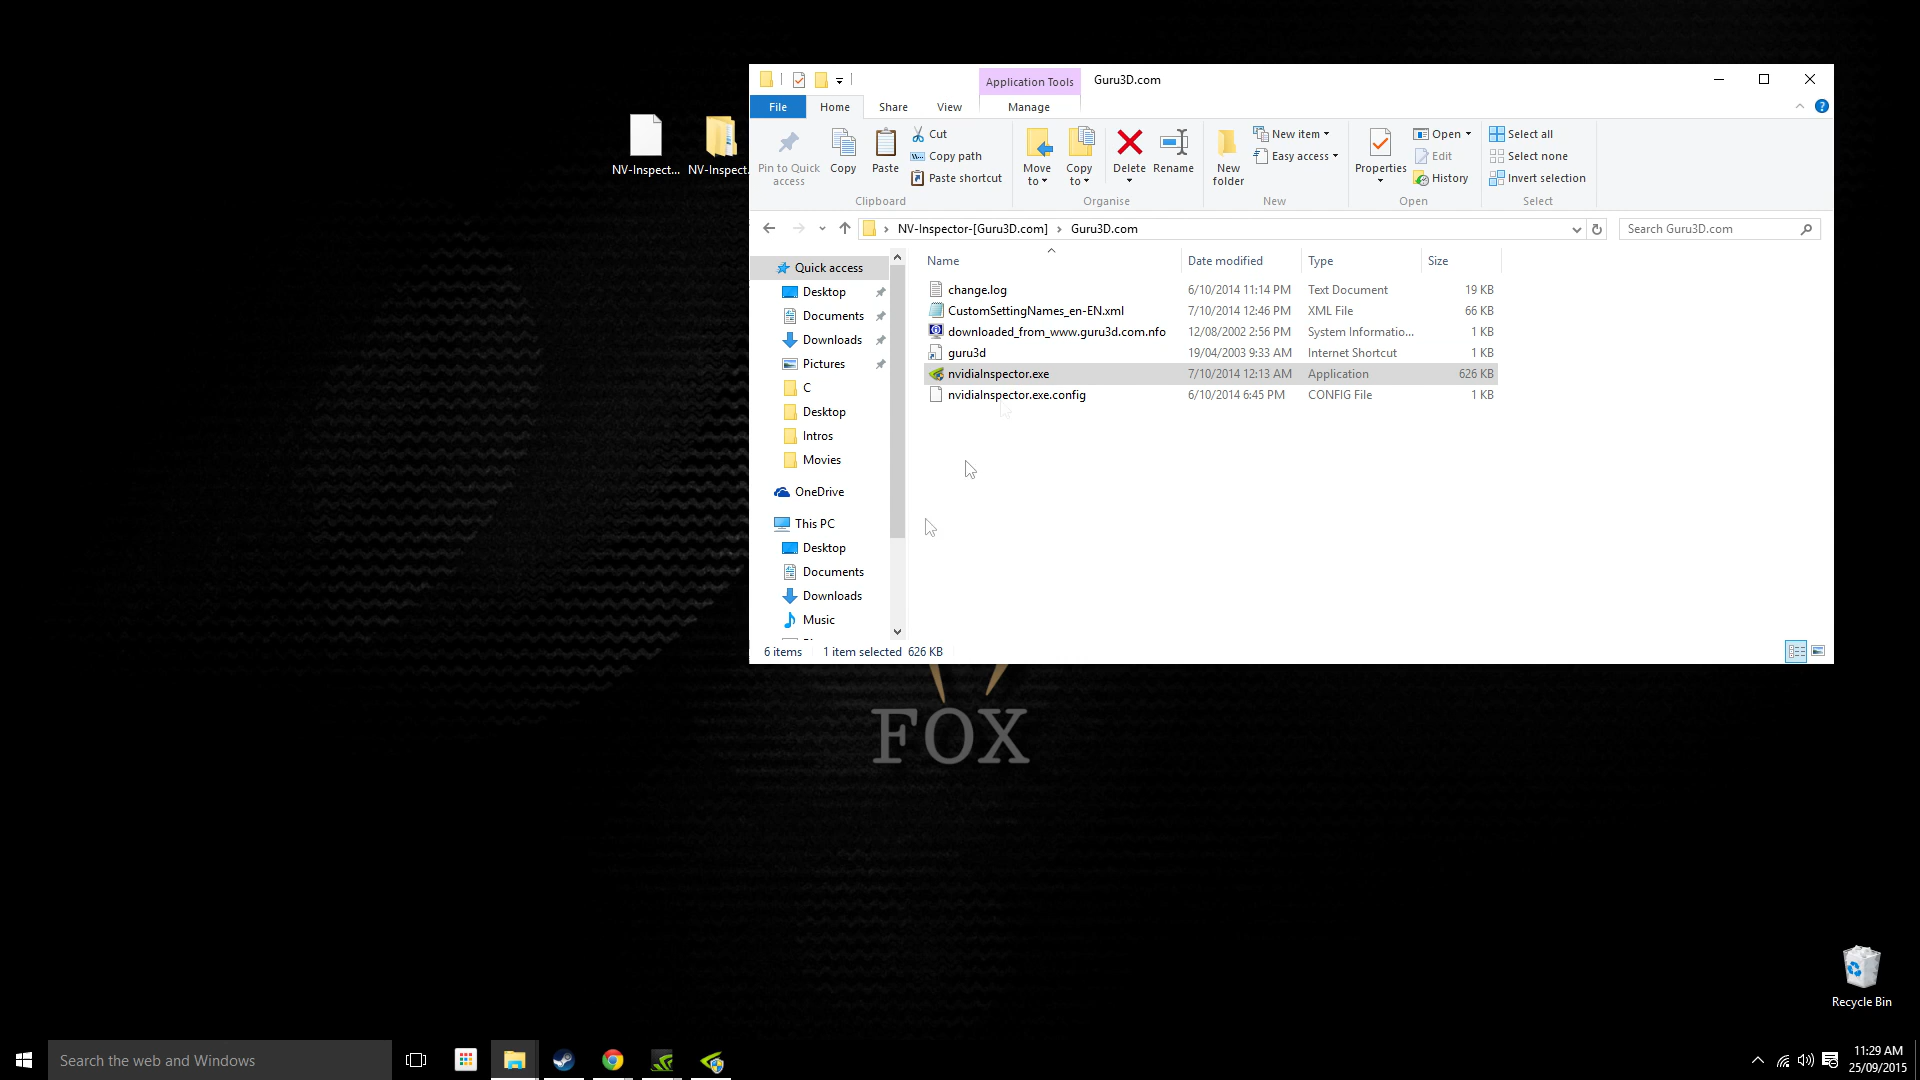 Application Tools
Guru3D.com
File
Home
Share
View
Manage
Pin to Quick access
Copy
Paste
Cut
Copy path
Paste shortcut
Clipboard
Move to
Copy to
Delete
Rename
Organise
New folder
New item
Easy access
New
Properties
Open
Edit
History
Open
Select all
Select none
Invert selection
Select
NV-Inspect...
NV-Inspect.
NV-Inspector-[Guru3D.com] > Guru3D.com
Search Guru3D.com
Quick access
Desktop
Documents
Downloads
Pictures
C
Desktop
Intros
Movies
OneDrive
This PC
Desktop
Documents
Downloads
Music
Name Date modified Type Size
change.log 6/10/2014 11:14 PM Text Document 19 KB
CustomSettingNames_en-EN.xml 7/10/2014 12:46 PM XML File 66 KB
downloaded_from_www.guru3d.com.nfo 12/08/2002 2:56 PM System Informatio... 1 KB
guru3d 19/04/2003 9:33 AM Internet Shortcut 1 KB
nvidiaInspector.exe 7/10/2014 12:13 AM Application 626 KB
nvidiaInspector.exe.config 6/10/2014 6:45 PM CONFIG File 1 KB
6 items 1 item selected 626 KB
FOX
Recycle Bin
Search the web and Windows
11:29 AM
25/09/2015